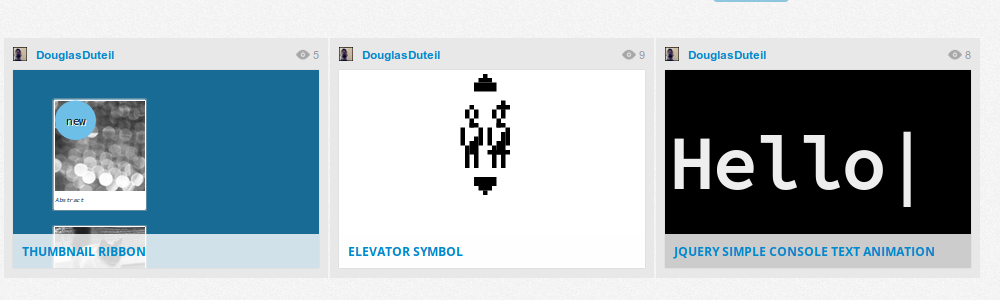 DouglasDuteil 5
DouglasDuteil 9
DouglasDuteil 8
new
Abstract
THUMBNAIL RIBBON
ELEVATOR SYMBOL
Hello|
JQUERY SIMPLE CONSOLE TEXT ANIMATION